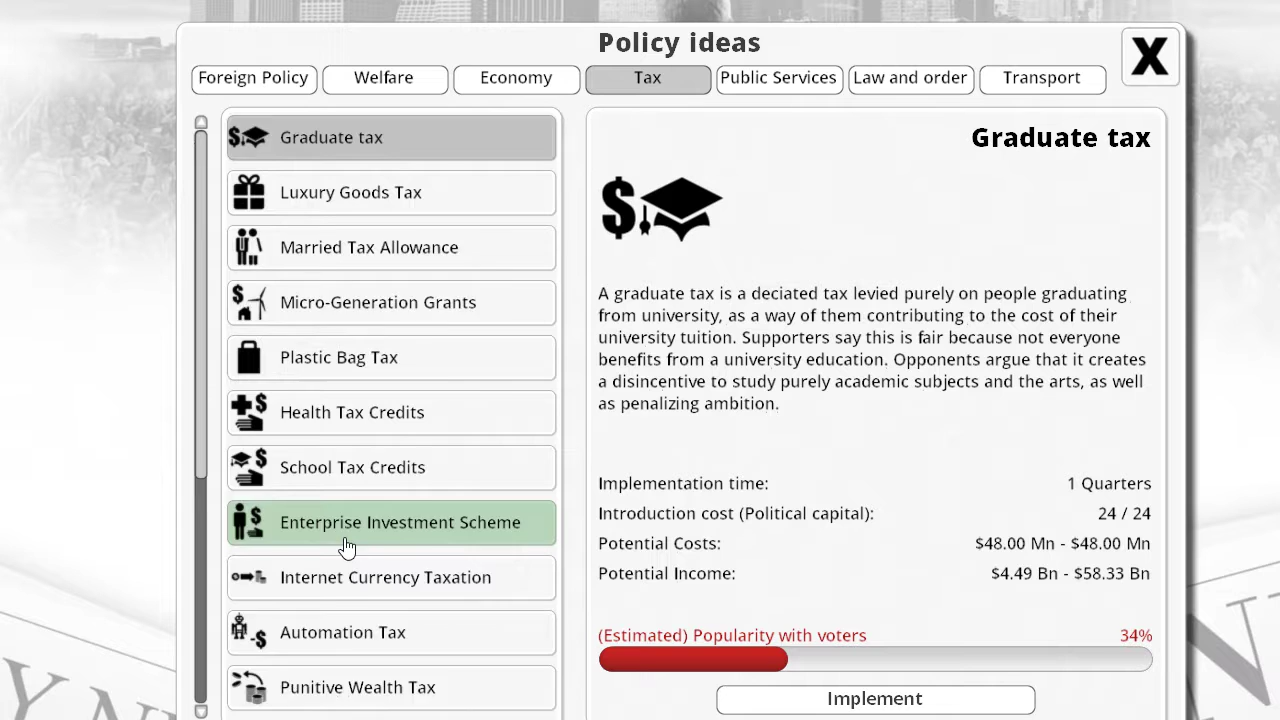 Policy ideas
X
Foreign Policy
Welfare
Economy
Tax
Public Services
Law and order
Transport
Graduate tax
Luxury Goods Tax
Married Tax Allowance
Micro-Generation Grants
Plastic Bag Tax
Health Tax Credits
School Tax Credits
Enterprise Investment Scheme
Internet Currency Taxation
Automation Tax
Punitive Wealth Tax
Graduate tax
A graduate tax is a deciated tax levied purely on people graduating
from university, as a way of them contributing to the cost of their
university tuition. Supporters say this is fair because not everyone
benefits from a university education. Opponents argue that it creates
a disincentive to study purely academic subjects and the arts, as well
as penalizing ambition.
Implementation time: 1 Quarters
Introduction cost (Political capital): 24 / 24
Potential Costs: $48.00 Mn - $48.00 Mn
Potential Income: $4.49 Bn - $58.33 Bn
(Estimated) Popularity with voters 34%
Implement